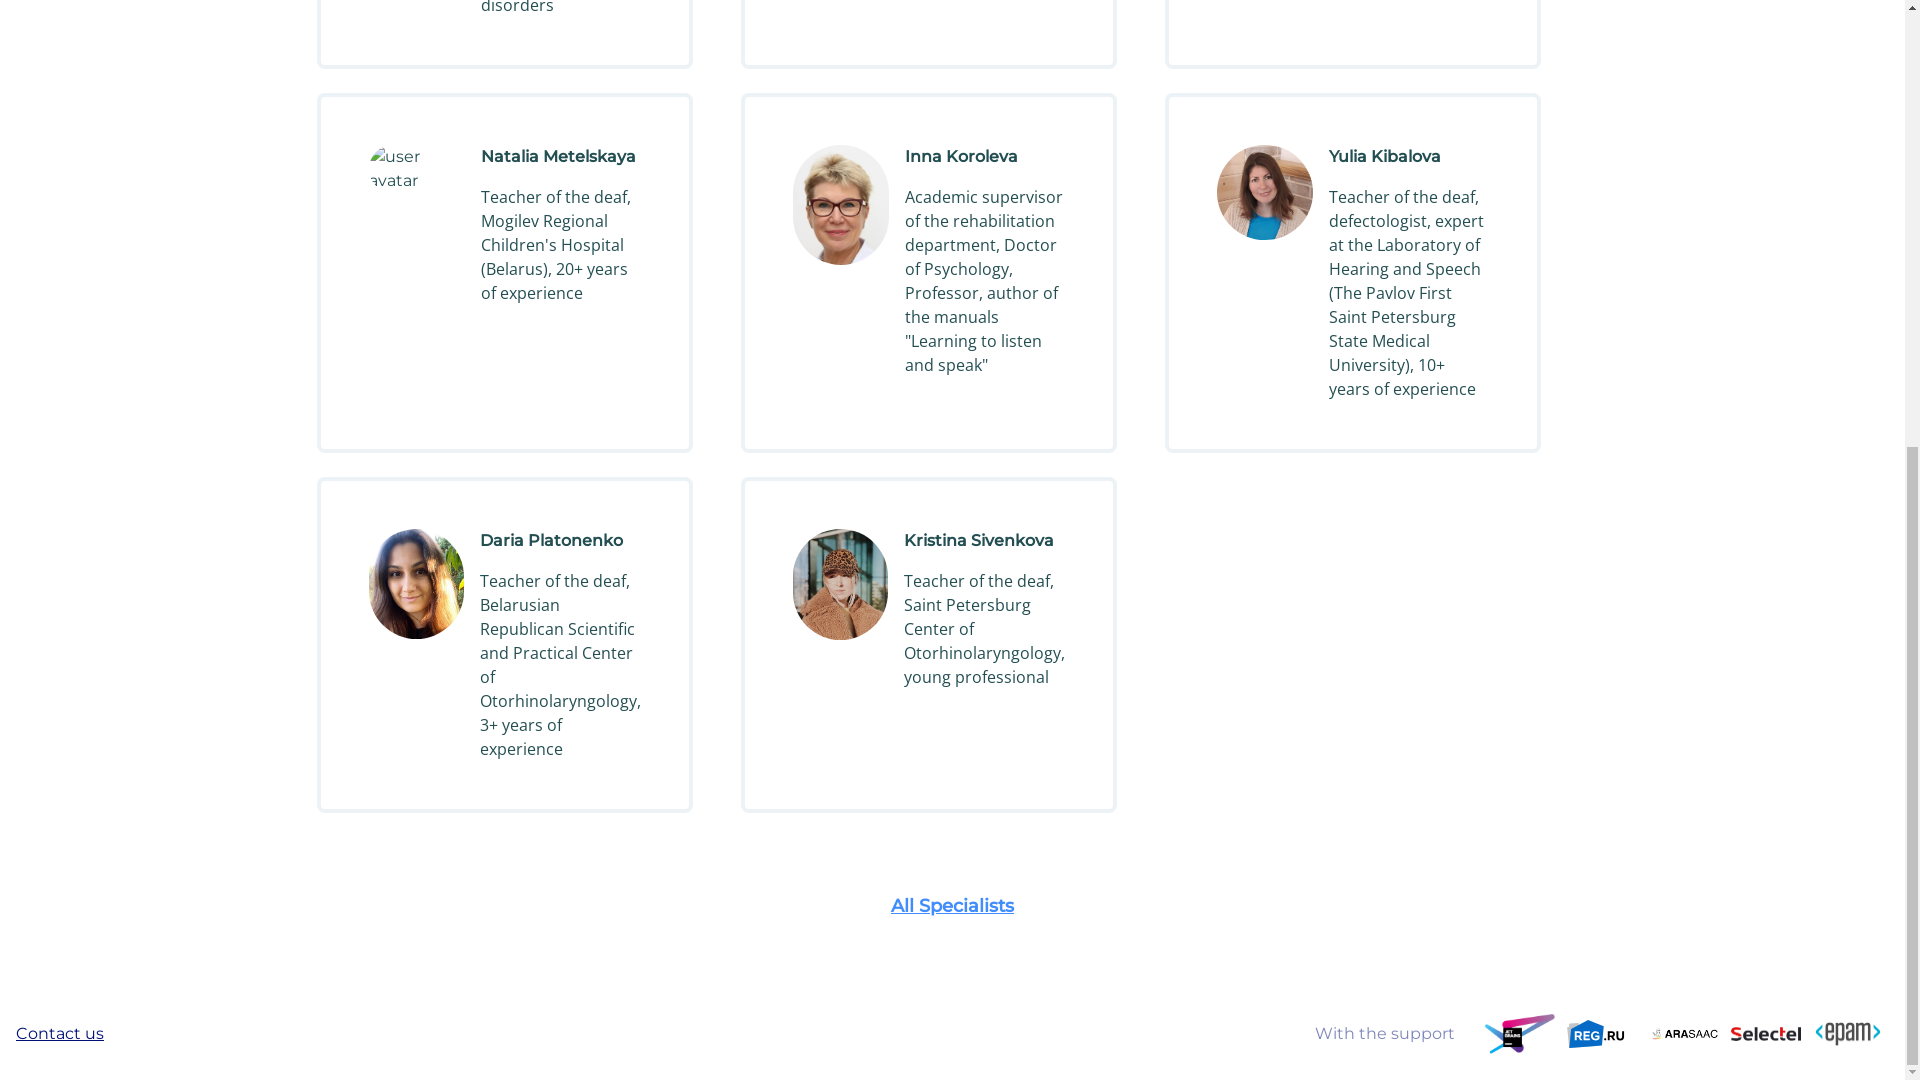 disorders
user
avatar
Natalia Metelskaya
Teacher of the deaf,
Mogilev Regional
Children's Hospital
(Belarus), 20+ years
of experience
Inna Koroleva
Academic supervisor
of the rehabilitation
department, Doctor
of Psychology,
Professor, author of
the manuals
"Learning to listen
and speak"
Yulia Kibalova
Teacher of the deaf,
defectologist, expert
at the Laboratory of
Hearing and Speech
(The Pavlov First
Saint Petersburg
State Medical
University), 10+
years of experience
Daria Platonenko
Teacher of the deaf,
Belarusian
Republican Scientific
and Practical Center
of
Otorhinolaryngology,
3+ years of
experience
Kristina Sivenkova
Teacher of the deaf,
Saint Petersburg
Center of
Otorhinolaryngology,
young professional
All Specialists
Contact us
With the support
JET
BRAINS
REG.RU
ARASAAC
Selectel
<epam>